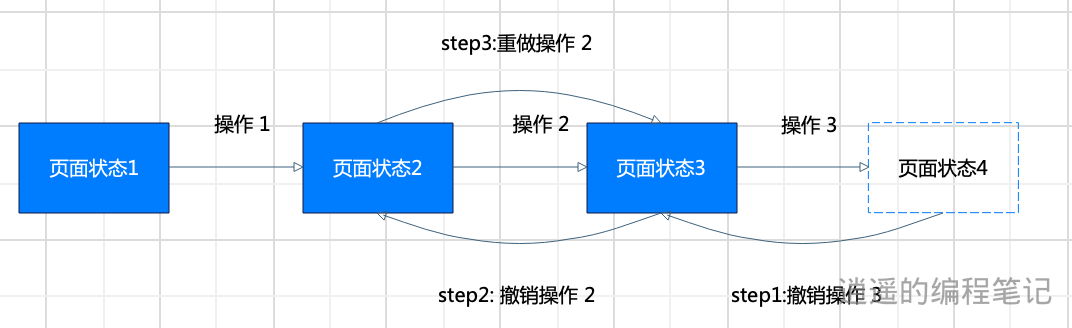 step3:重做操作 2
操作 1
操作 2
操作 3
页面状态1
页面状态2
页面状态3
页面状态4
step2: 撤销操作 2
step1:撤销操作 3
逍遥的编程笔记